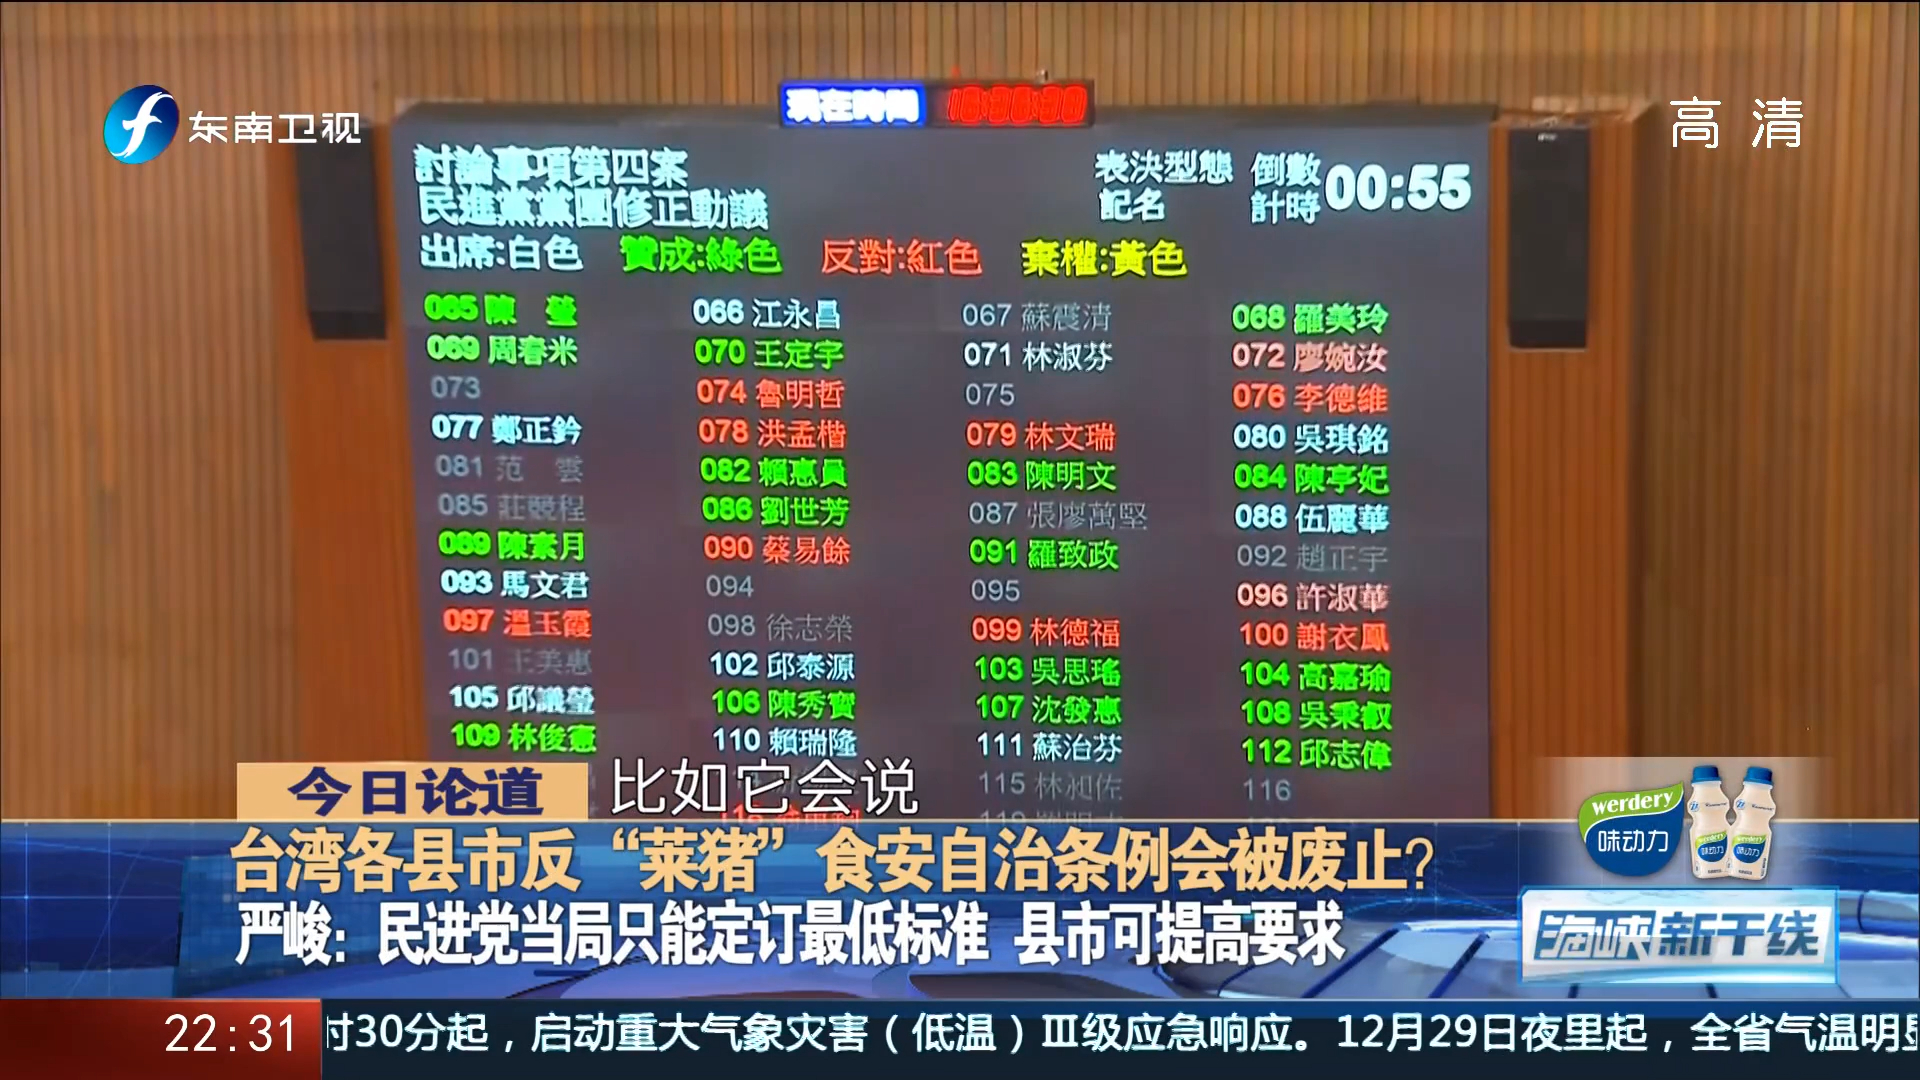 东南卫视
高清
現在時間
討論事項第四案
民進黨黨團修正動議
表決型態
記名
倒數
計時
00:55
出席:白色 贊成:綠色 反對:紅色 棄權:黃色
065 陳 瑩 066 江永昌 067 蘇震清 068 羅美玲
069 周春米 070 王定宇 071 林淑芬 072 廖婉汝
073 074 魯明哲 075 076 李德維
077 鄭正鈐 078 洪孟楷 079 林文瑞 080 吳琪銘
081 范 雲 082 賴惠員 083 陳明文 084 陳亭妃
085 莊競程 086 劉世芳 087 張廖萬堅 088 伍麗華
089 陳素月 090 蔡易餘 091 羅致政 092 趙正宇
093 馬文君 094 095 096 許淑華
097 溫玉霞 098 徐志榮 099 林德福 100 謝衣鳳
101 王美惠 102 邱泰源 103 吳思瑤 104 高嘉瑜
105 邱議瑩 106 陳秀寳 107 沈發惠 108 吳秉叡
109 林俊憲 110 賴瑞隆 111 蘇治芬 112 邱志偉
115 林昶佐 116
今日论道
比如它会说
台湾各县市反“莱猪”食安自治条例会被废止?
严峻：民进党当局只能定订最低标准 县市可提高要求
werdery
味动力
海峡新干线
22:31
时30分起，启动重大气象灾害（低温）Ⅲ级应急响应。12月29日夜里起，全省气温明显